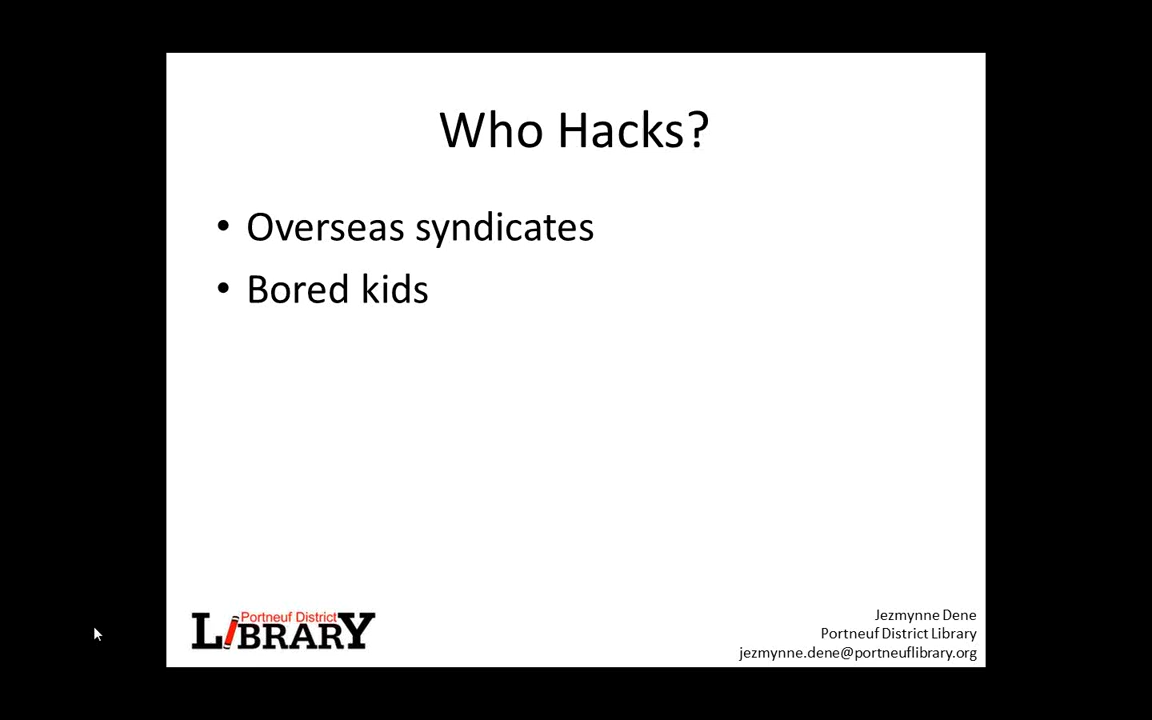 Who Hacks?
• Overseas syndicates
• Bored kids
Portneuf District
LIBRARY
Jezmynne Dene
Portneuf District Library
jezmynne.dene@portneuflibrary.org